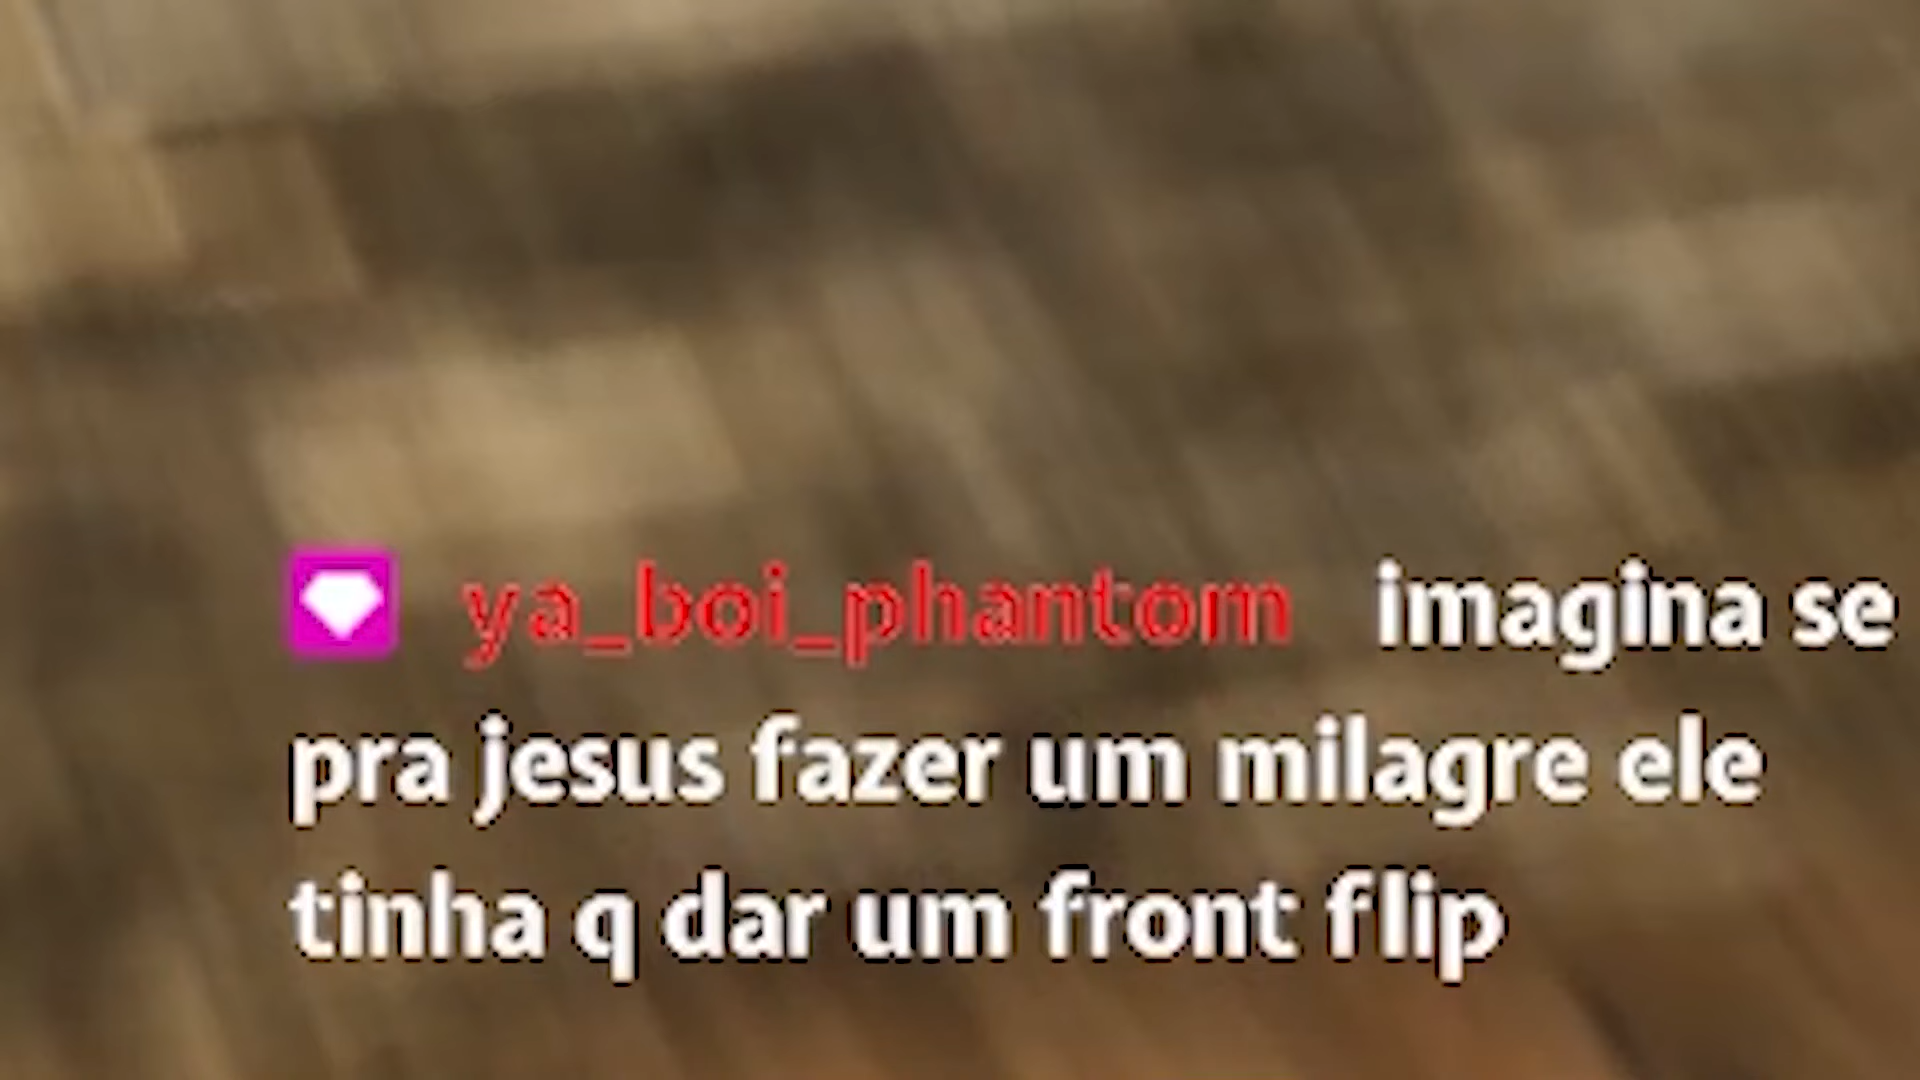 ya_boi_phantom imagina se
pra jesus fazer um milagre ele
tinha q dar um front flip